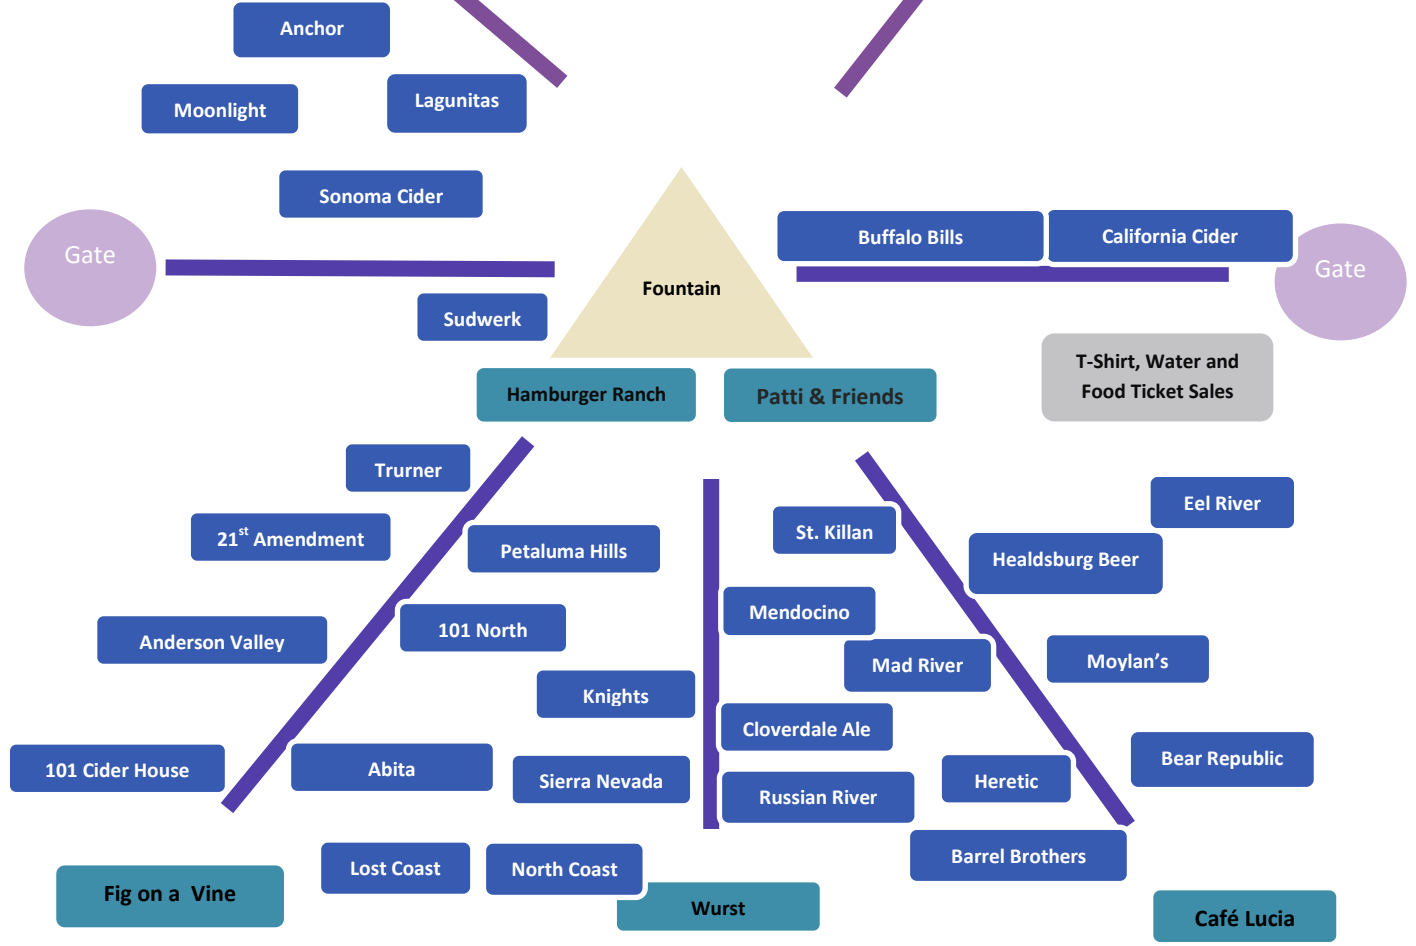 Anchor
Lagunitas
Moonlight
Sonoma Cider
Gate
Buffalo Bills
California Cider
Gate
Fountain
Sudwerk
T-Shirt, Water and
Food Ticket Sales
Hamburger Ranch
Patti & Friends
Trurner
Eel River
21st Amendment
Petaluma Hills
St. Killan
Healdsburg Beer
Mendocino
Anderson Valley
101 North
Mad River
Moylan’s
Knights
Cloverdale Ale
Bear Republic
101 Cider House
Abita
Sierra Nevada
Heretic
Russian River
Barrel Brothers
Lost Coast
North Coast
Fig on a Vine
Wurst
Café Lucia